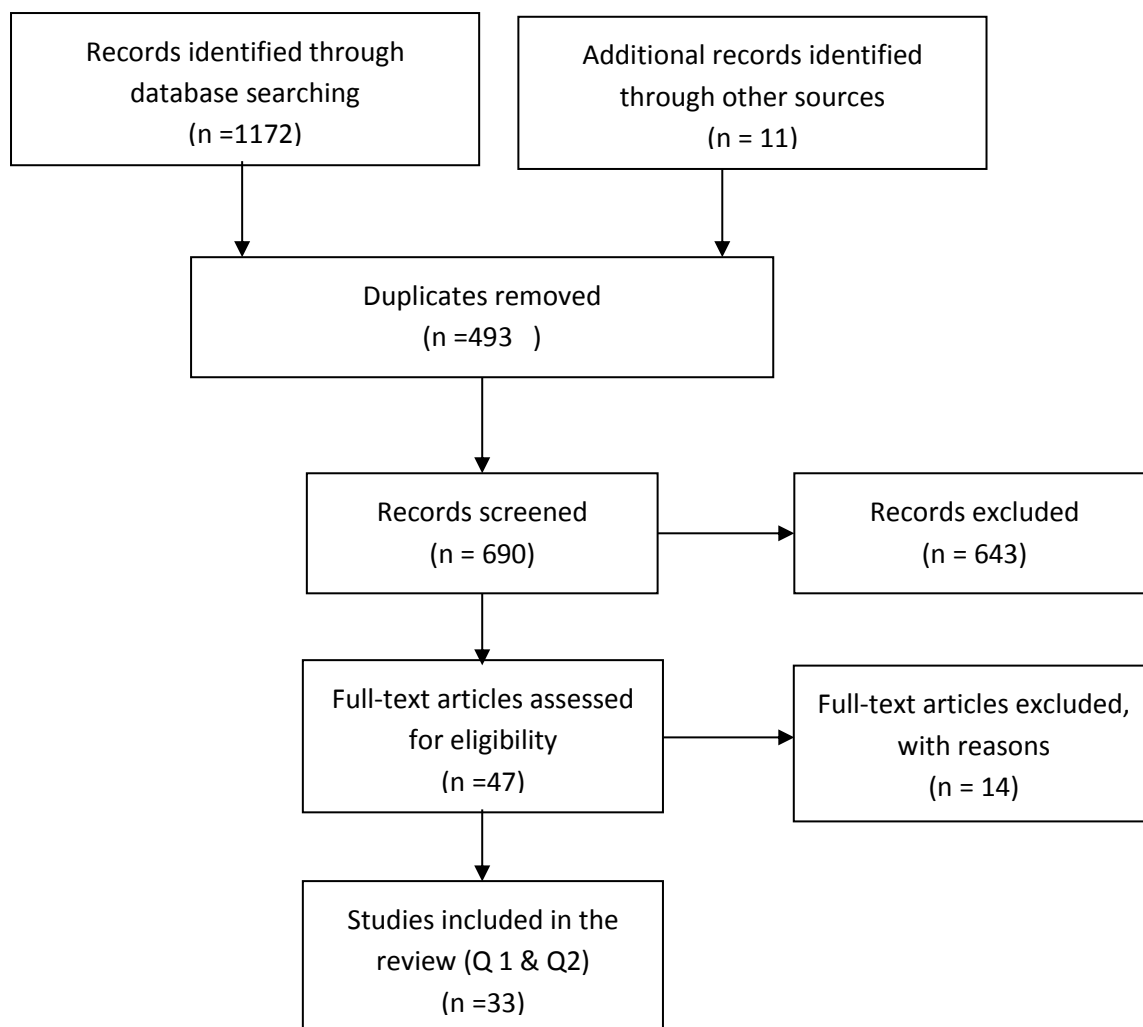 Records identified through
database searching
(n =1172)
Additional records identified
through other sources
(n = 11)
Duplicates removed
(n =493   )
Records screened
(n = 690)
Records excluded
(n = 643)
Full-text articles assessed
for eligibility
(n =47)
Full-text articles excluded,
with reasons
(n = 14)
Studies included in the
review (Q 1 & Q2)
(n =33)